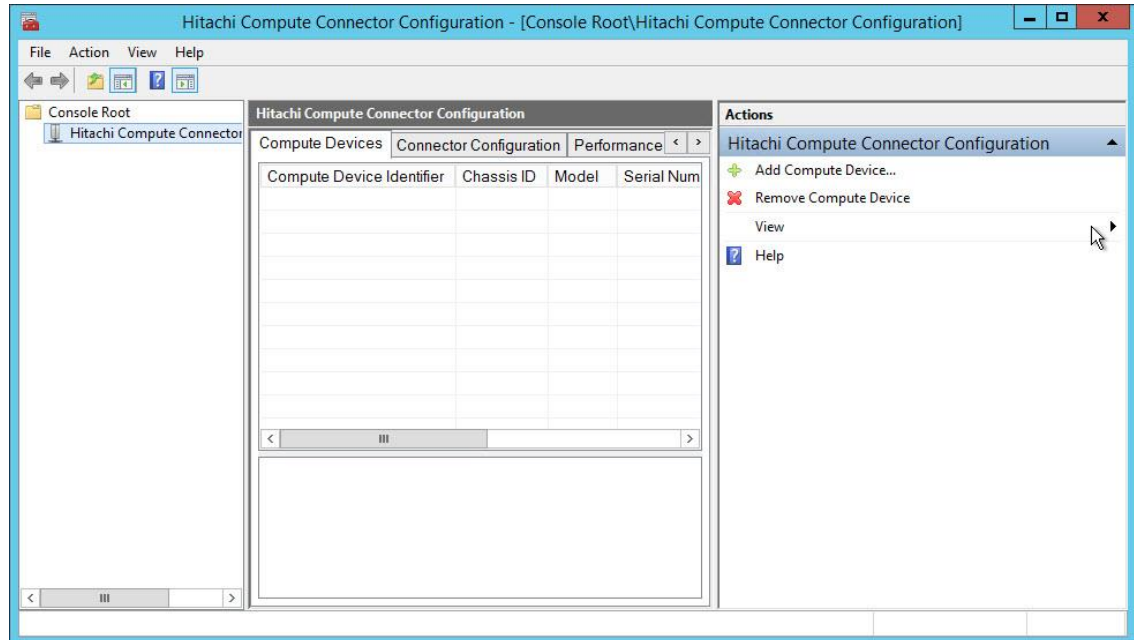 Hitachi Compute Connector Configuration - [Console Root\Hitachi Compute Connector Configuration]
File Action View Help
Console Root
Hitachi Compute Connector
Hitachi Compute Connector Configuration
Compute Devices Connector Configuration Performance
Compute Device Identifier Chassis ID Model Serial Num
Actions
Hitachi Compute Connector Configuration
Add Compute Device...
Remove Compute Device
View
Help